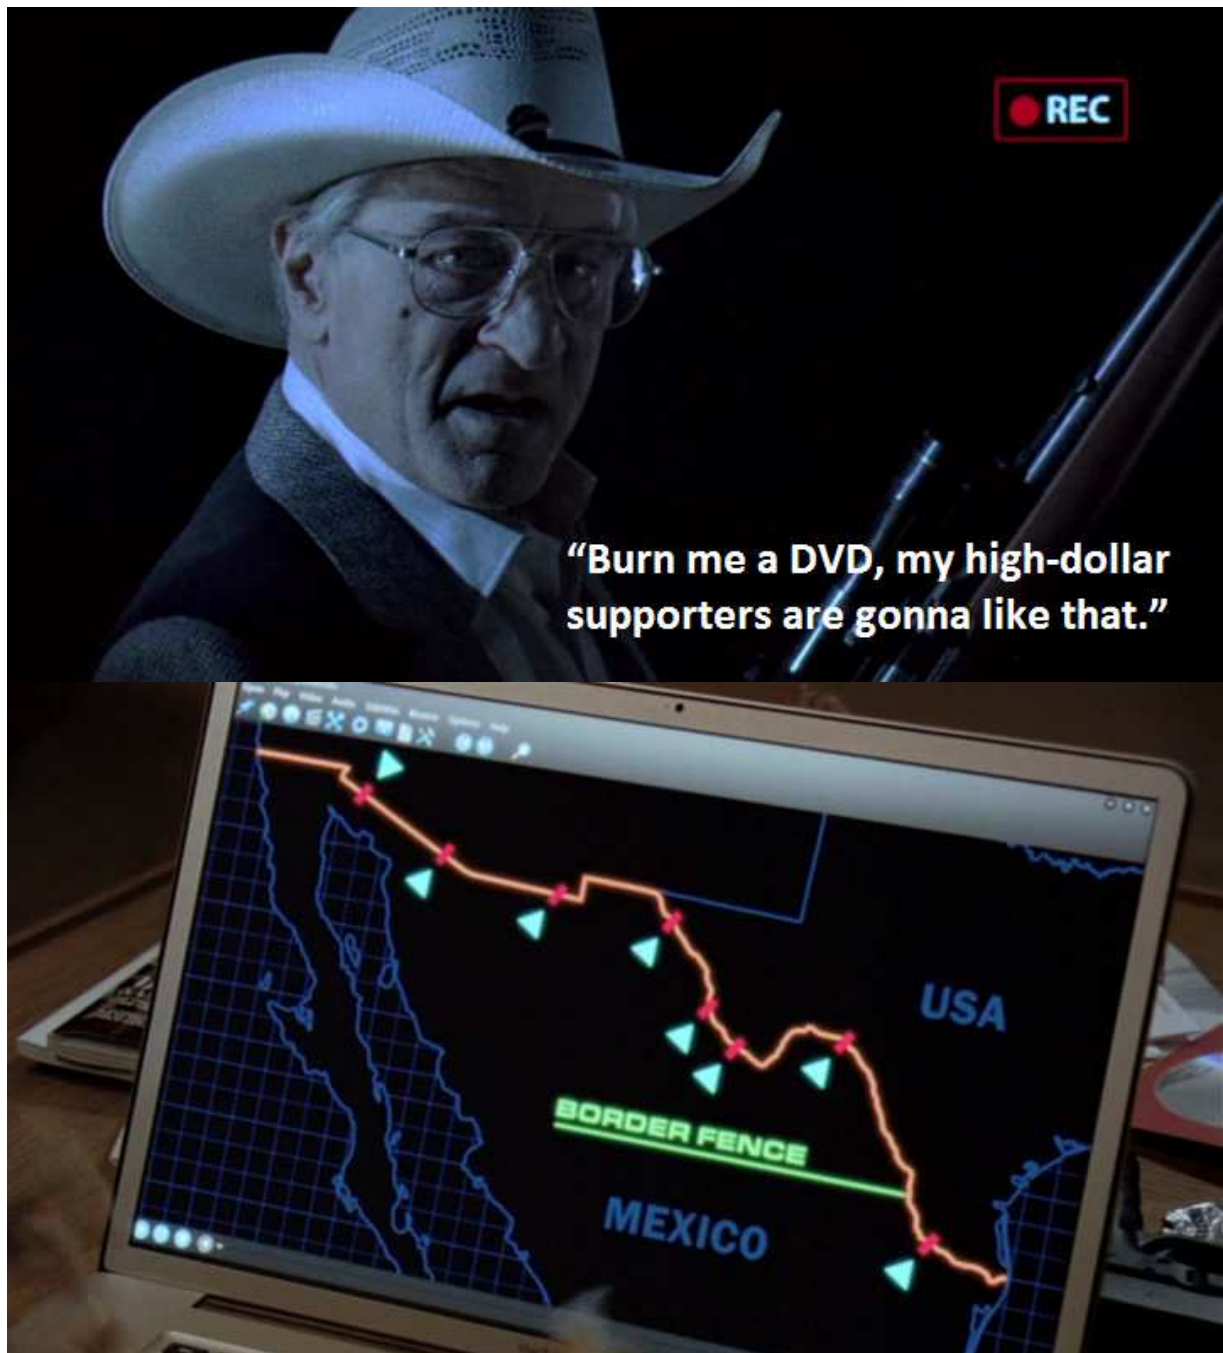 REC
“Burn me a DVD, my high-dollar
supporters are gonna like that.”
USA
BORDER FENCE
MEXICO